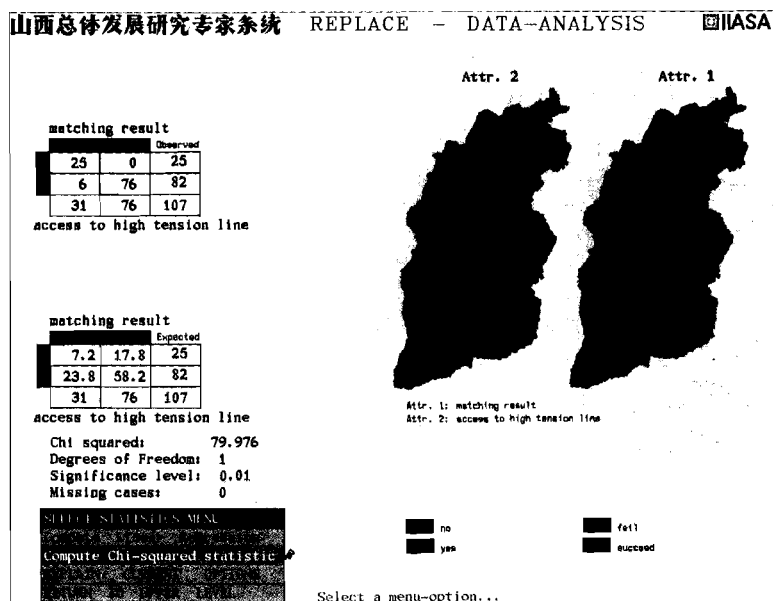 山西总体发展研究专家系统 REPLACE - DATA-ANALYSIS IIASA
Attr. 2 Attr. 1
matching result
Observed
25 0 25
6 76 82
31 76 107
access to high tension line
matching result
Expected
7.2 17.8 25
23.8 58.2 82
31 76 107
access to high tension line
Attr. 1: matching result
Attr. 2: access to high tension line
Chi squared: 79.976
Degrees of Freedom: 1
Significance level: 0.01
Missing cases: 0
SELECT STATISTICS MENU
Compute Chi-squared statistic
no fail
yes succeed
Select a menu-option...